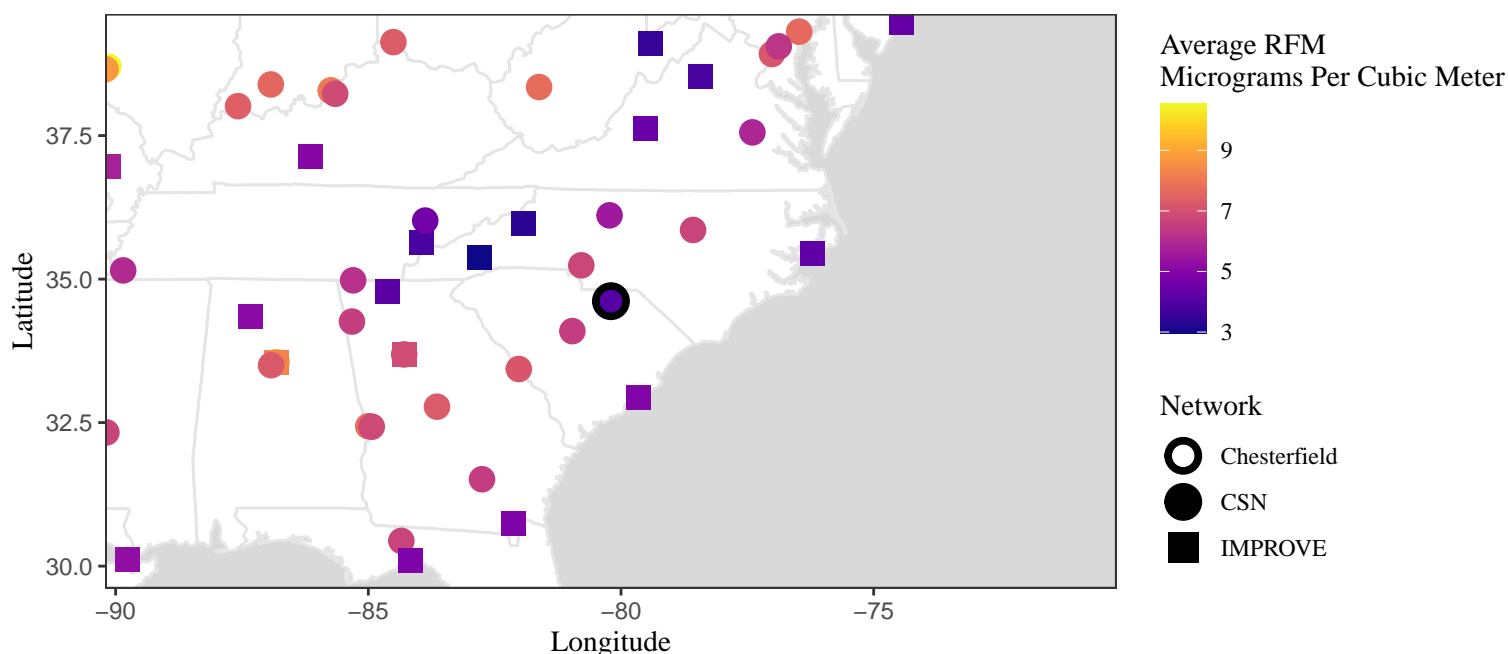 Average RFM
Micrograms Per Cubic Meter
9
7
5
3
Network
Chesterfield
CSN
IMPROVE
Latitude
37.5
35.0
32.5
30.0
−90
−85
−80
−75
Longitude